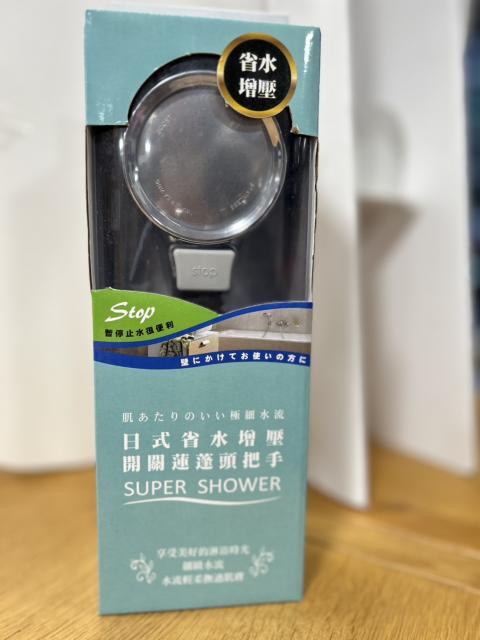 省水
增壓
stop
Stop
暫停止水很便利
壁にかけてお使いの方に
肌あたりのいい極細水流
日式省水增壓
開關蓮蓬頭把手
SUPER SHOWER
享受美好的淋浴時光
細緻水流
水流輕柔撫過肌膚